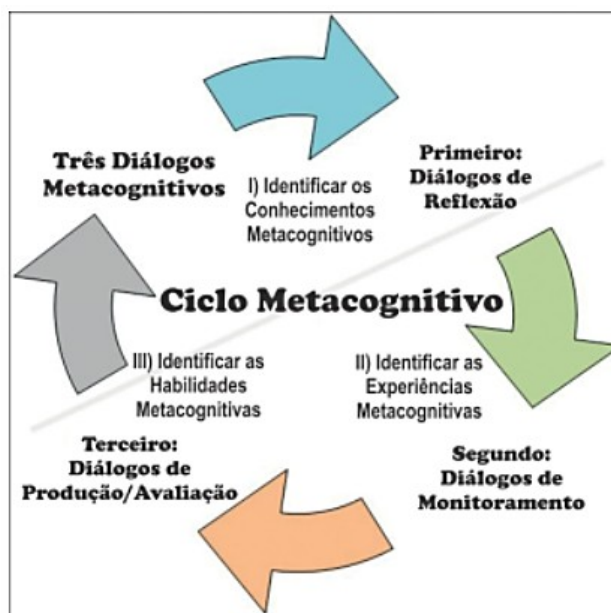 Três Diálogos
Metacognitivos
I) Identificar os
Conhecimentos
Metacognitivos
Primeiro:
Diálogos de
Reflexão
Ciclo Metacognitivo
III) Identificar as
Habilidades
Metacognitivas
II) Identificar as
Experiências
Metacognitivas
Terceiro:
Diálogos de
Produção/Avaliação
Segundo:
Diálogos de
Monitoramento